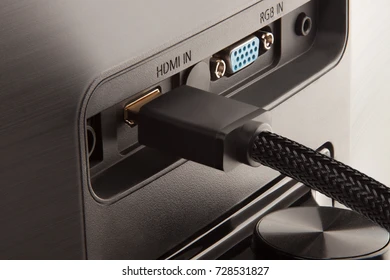 RGB IN
HDMI IN
shutterstock.com · 728531827